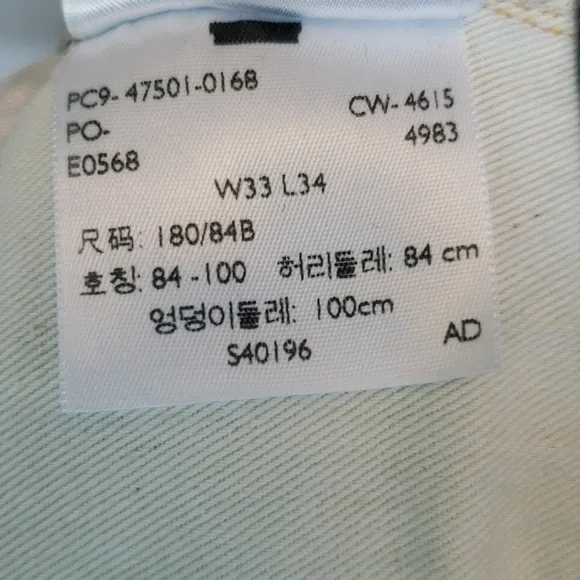 PC9-47501-0168
PO- CW-4615
E0568 4983
W33 L34
尺码: 180/84B
호칭: 84-100 허리둘레: 84 cm
엉덩이둘레: 100cm
S40196 AD